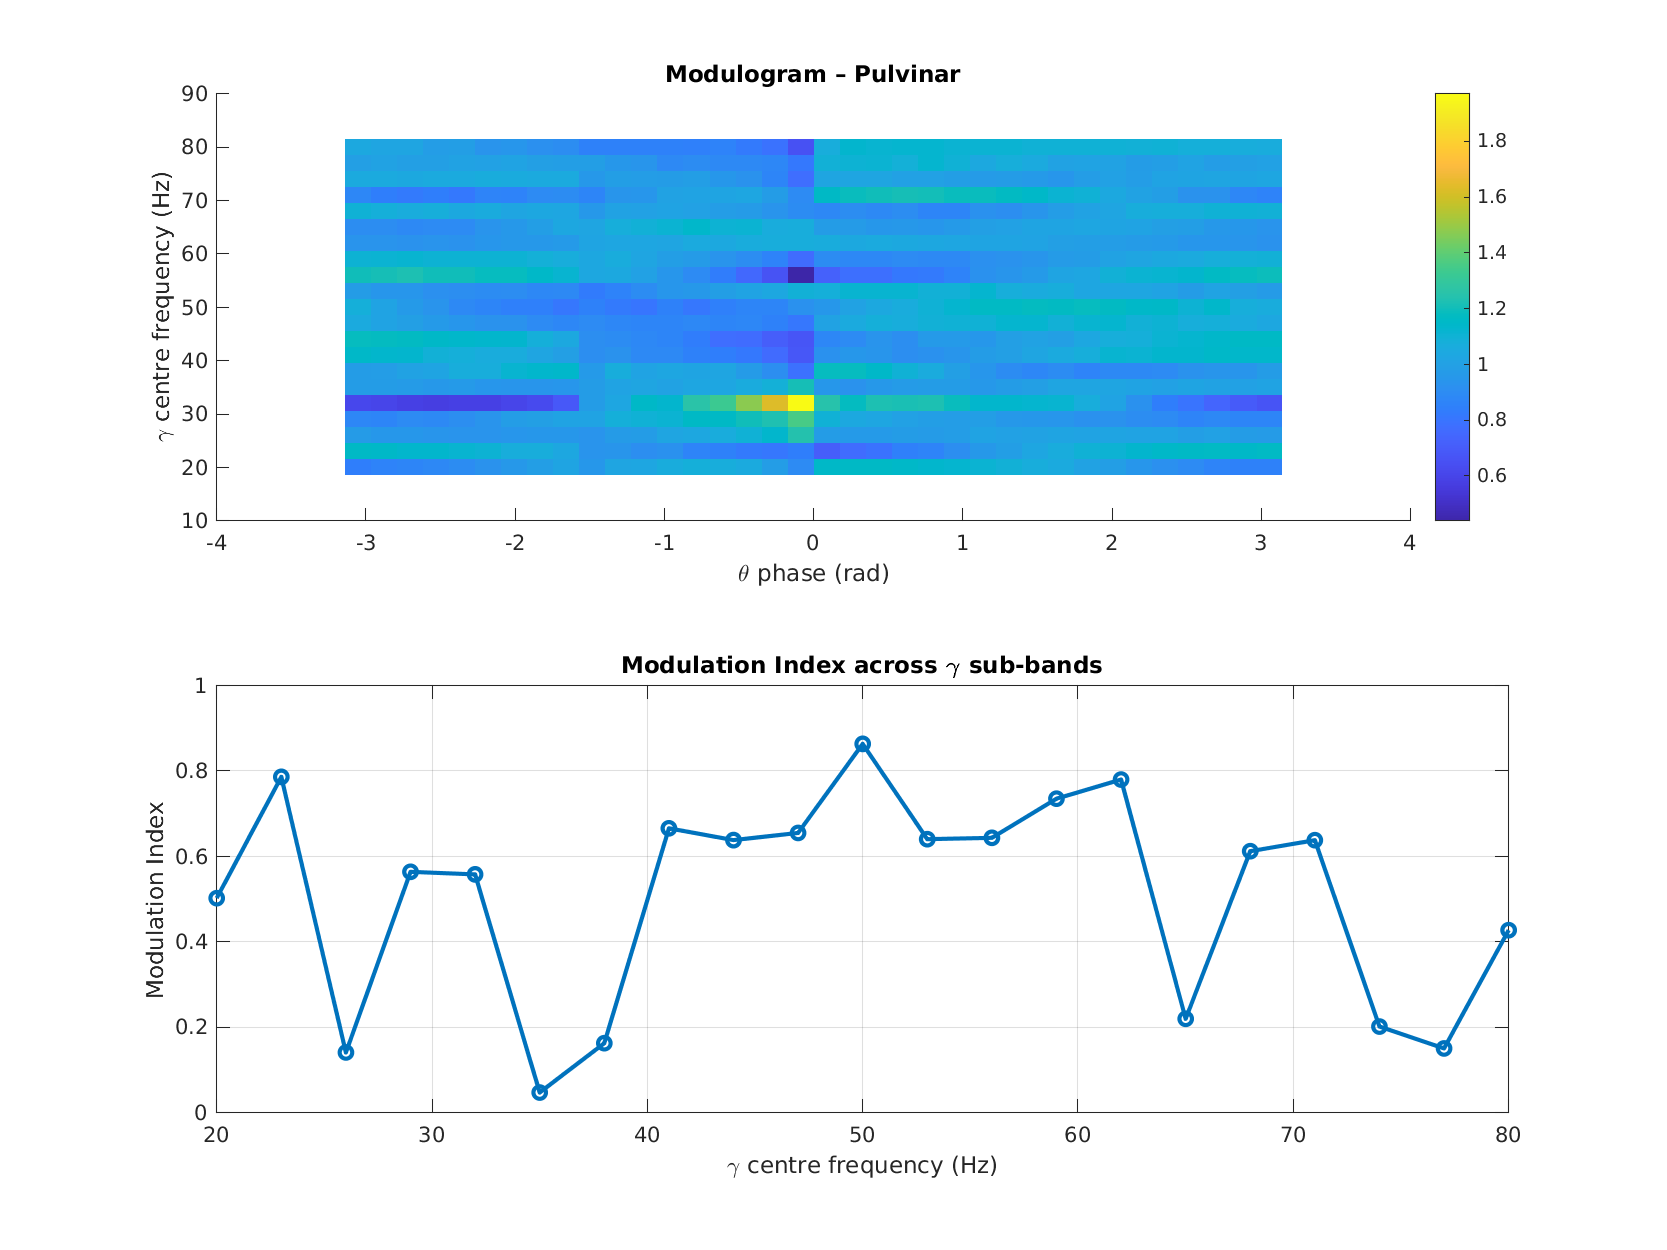 Modulogram – Pulvinar
90
80
70
60
50
40
30
20
10
γ centre frequency (Hz)
-4 -3 -2 -1 0 1 2 3 4
θ phase (rad)
1.8
1.6
1.4
1.2
1
0.8
0.6
Modulation Index across γ sub-bands
1
0.8
0.6
0.4
0.2
0
Modulation Index
20 30 40 50 60 70 80
γ centre frequency (Hz)